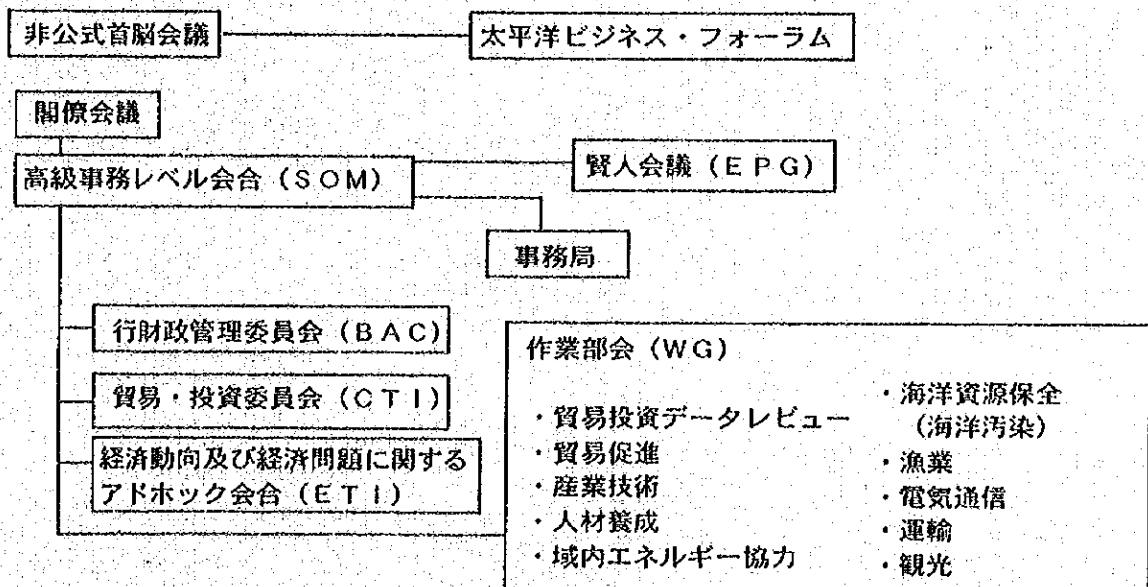 非公式首脳会議
太平洋ビジネス・フォーラム
閣僚会議
高級事務レベル会合（ＳＯＭ）
賢人会議（ＥＰＧ）
事務局
行財政管理委員会（ＢＡＣ）
貿易・投資委員会（ＣＴＩ）
経済動向及び経済問題に関する
アドホック会合（ＥＴＩ）
作業部会（ＷＧ）
・貿易投資データレビュー
・貿易促進
・産業技術
・人材養成
・域内エネルギー協力
・海洋資源保全
（海洋汚染）
・漁業
・電気通信
・運輸
・観光